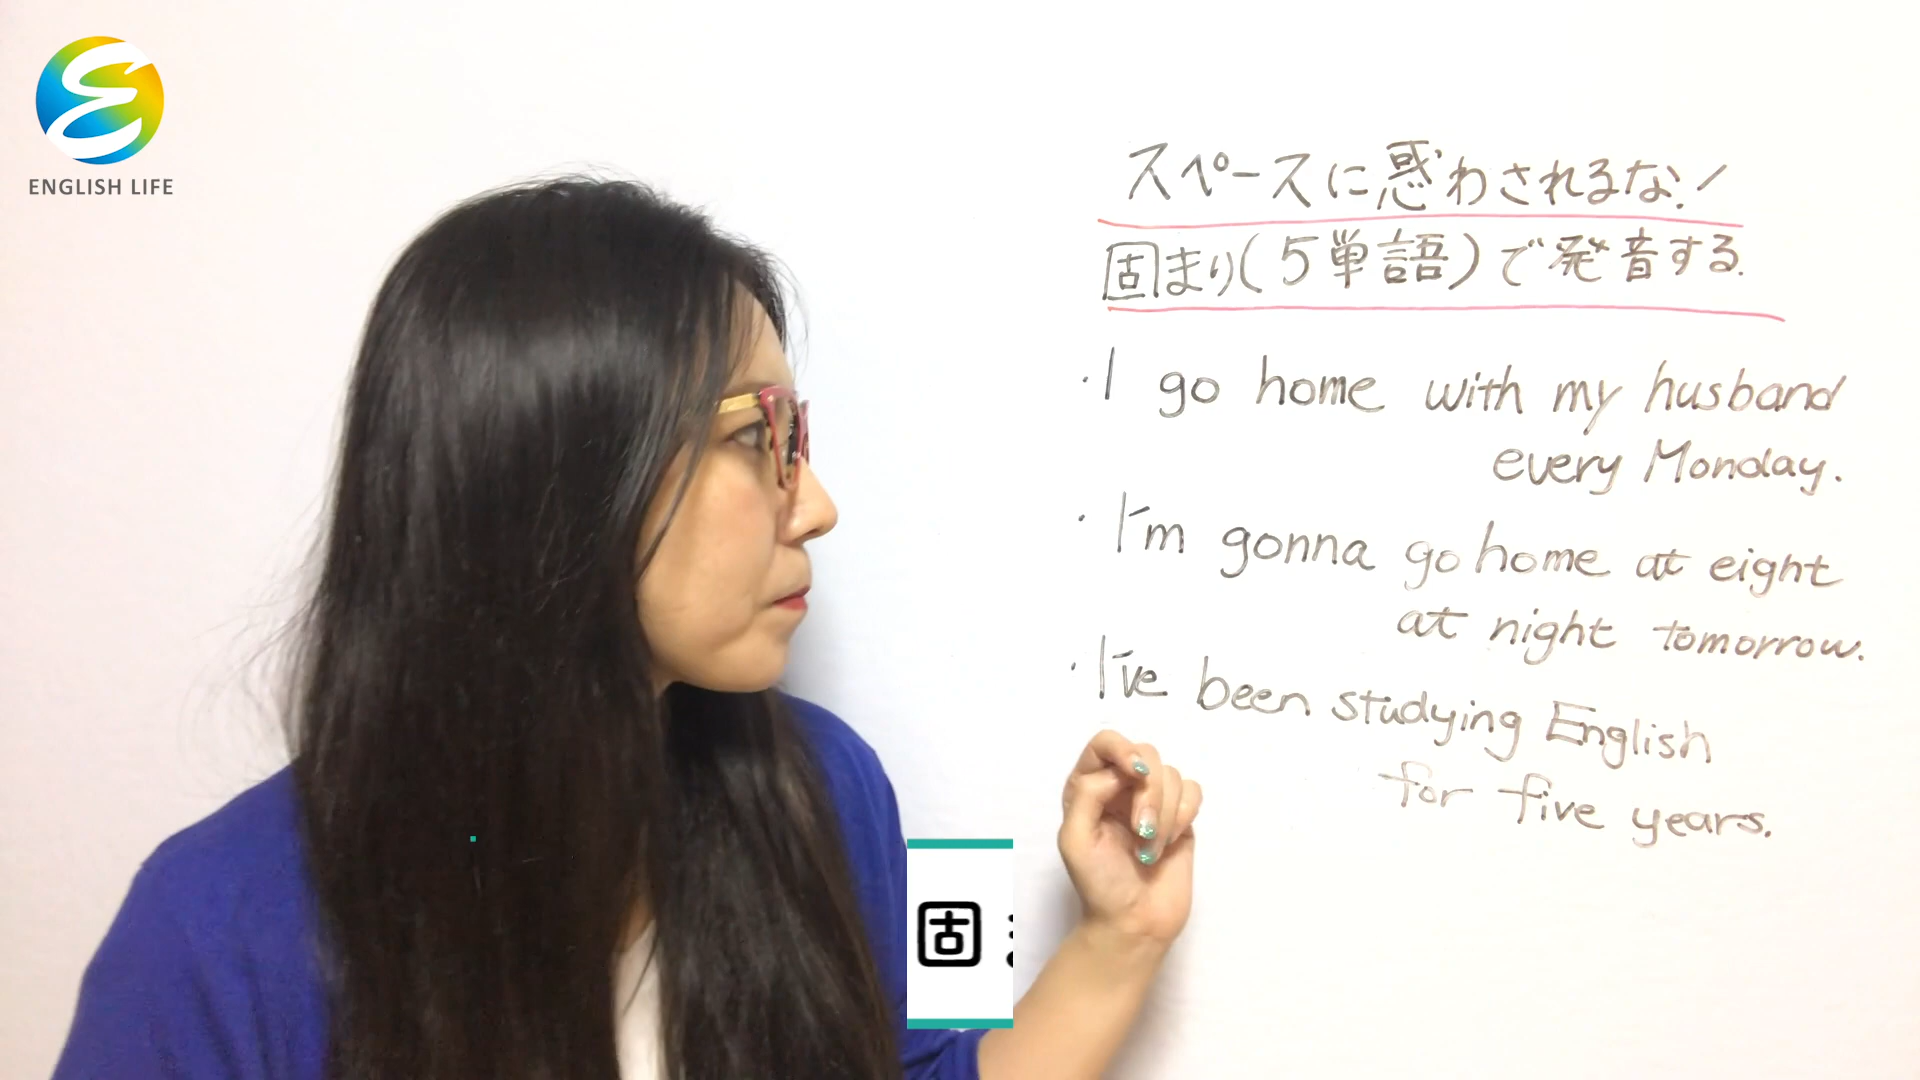 ENGLISH LIFE
スペースに惑わされるな!
固まり(5単語)で発音する.
・I go home with my husband
every Monday.
・I'm gonna go home at eight
at night tomorrow.
・I've been studying English
for five years.
固